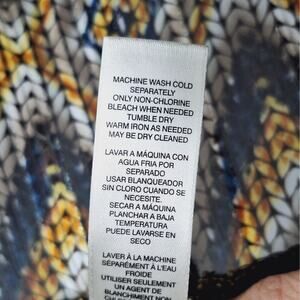 MACHINE WASH COLD
SEPARATELY
ONLY NON-CHLORINE
BLEACH WHEN NEEDED
TUMBLE DRY
WARM IRON AS NEEDED
MAY BE DRY CLEANED
LAVAR A MÁQUINA CON
AGUA FRIA POR
SEPARADO
USAR BLANQUEADOR
SIN CLORO CUANDO SE
NECESITE.
SECAR A MÁQUINA
PLANCHAR A BAJA
TEMPERATURA
PUEDE LAVARSE EN
SECO
LAVER À LA MACHINE
SÉPARÉMENT À L'EAU
FROIDE
UTILISER SEULEMENT
UN AGENT DE
BLANCHIMENT NON